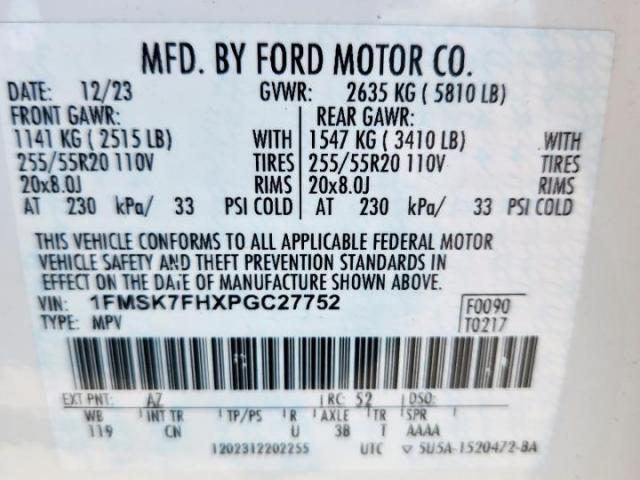 MFD. BY FORD MOTOR CO.
DATE: 12/23 GVWR: 2635 KG ( 5810 LB)
FRONT GAWR: REAR GAWR:
1141 KG ( 2515 LB) WITH 1547 KG ( 3410 LB) WITH
255/55R20 110V TIRES 255/55R20 110V TIRES
20x8.0J RIMS 20x8.0J RIMS
AT 230 kPa/ 33 PSI COLD AT 230 kPa/ 33 PSI COLD
THIS VEHICLE CONFORMS TO ALL APPLICABLE FEDERAL MOTOR
VEHICLE SAFETY AND THEFT PREVENTION STANDARDS IN
EFFECT ON THE DATE OF MANUFACTURE SHOWN ABOVE.
VIN: 1FMSK7FHXPGC27752 F0090
TYPE: MPV T0217
EXT PNT: AZ RC: 52 DSO:
WB INT TR TP/PS R AXLE TR SPR
119 CN U 3B T AAAA
1202312202255 UTC ▽ 5U5A-1520472-BA